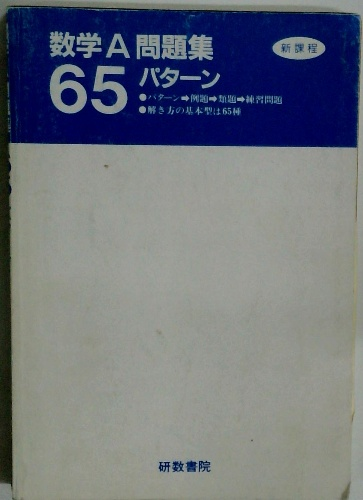 数学A 問題集
新課程
65 パターン
●パターン➡例題➡類題➡練習問題
●解き方の基本型は65種
研数書院